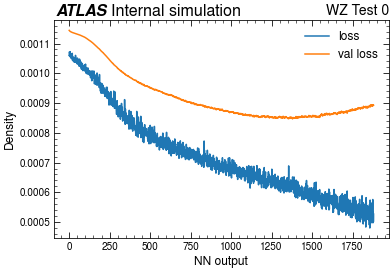 ATLAS Internal simulation WZ Test 0
loss
val loss
0.0011
0.0010
0.0009
0.0008
0.0007
0.0006
0.0005
Density
0 250 500 750 1000 1250 1500 1750
NN output